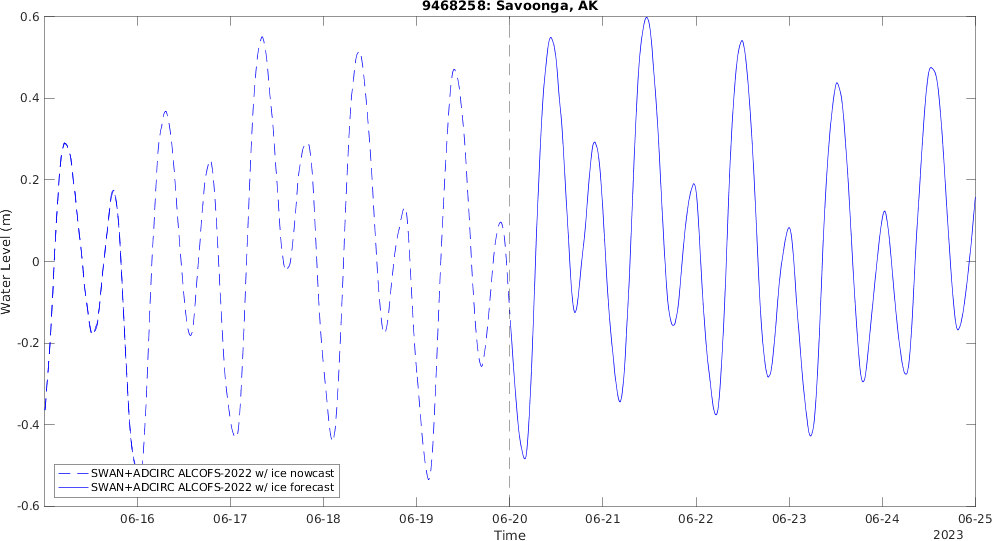 9468258: Savoonga, AK
0.6
0.4
0.2
0
-0.2
-0.4
-0.6
Water Level (m)
SWAN+ADCIRC ALCOFS-2022 w/ ice nowcast
SWAN+ADCIRC ALCOFS-2022 w/ ice forecast
06-16 06-17 06-18 06-19 06-20 06-21 06-22 06-23 06-24 06-25
Time
2023